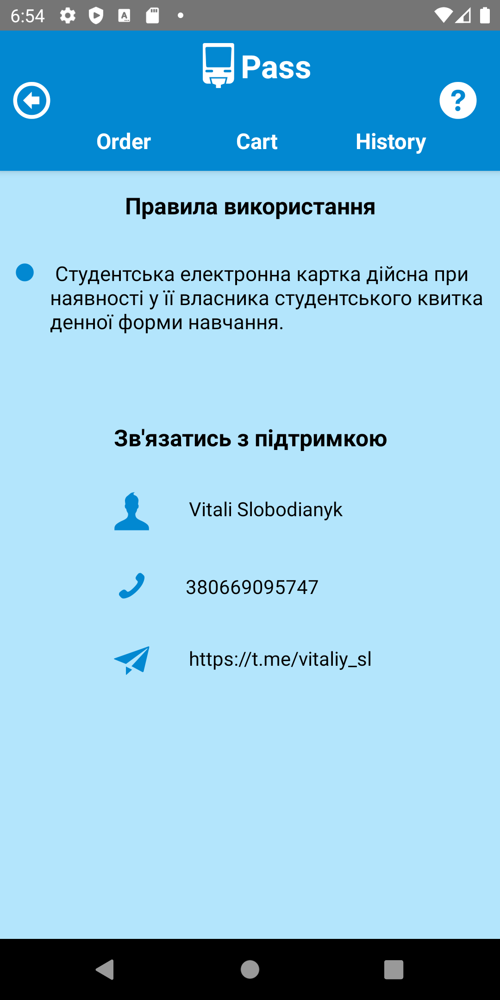 6:54
Pass
?
Order Cart History
Правила використання
Студентська електронна картка дійсна при
наявності у її власника студентського квитка
денної форми навчання.
Зв'язатись з підтримкою
Vitali Slobodianyk
380669095747
https://t.me/vitaliy_sl